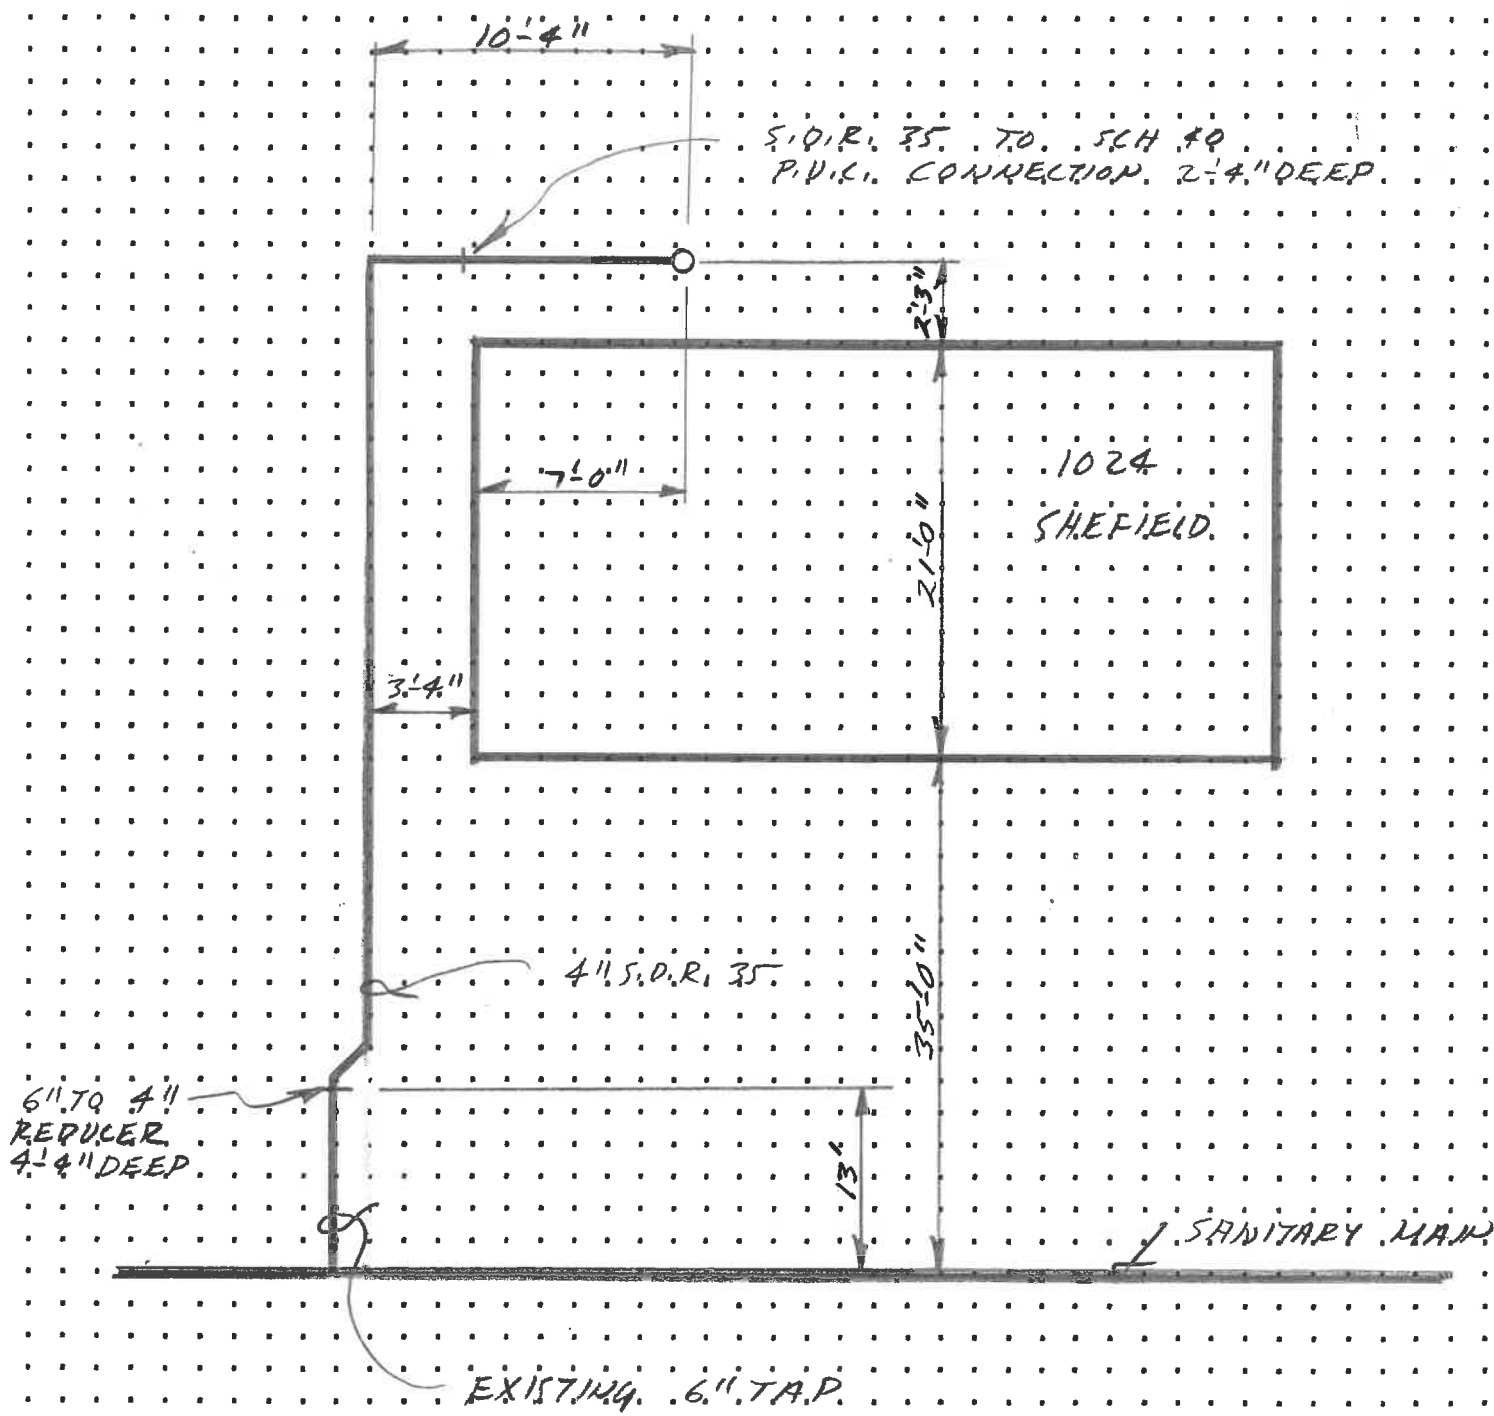 10'-4"
S.D.R. 35 TO SCH 40
P.V.C. CONNECTION 2'-4" DEEP
2'-3"
1024
SHEFIELD
7'-0"
21'-0"
3'-4"
4" S.D.R. 35
35'-0"
6" TO 4"
REDUCER
4'-4" DEEP
13'
SANITARY MAIN
EXISTING 6" TAP